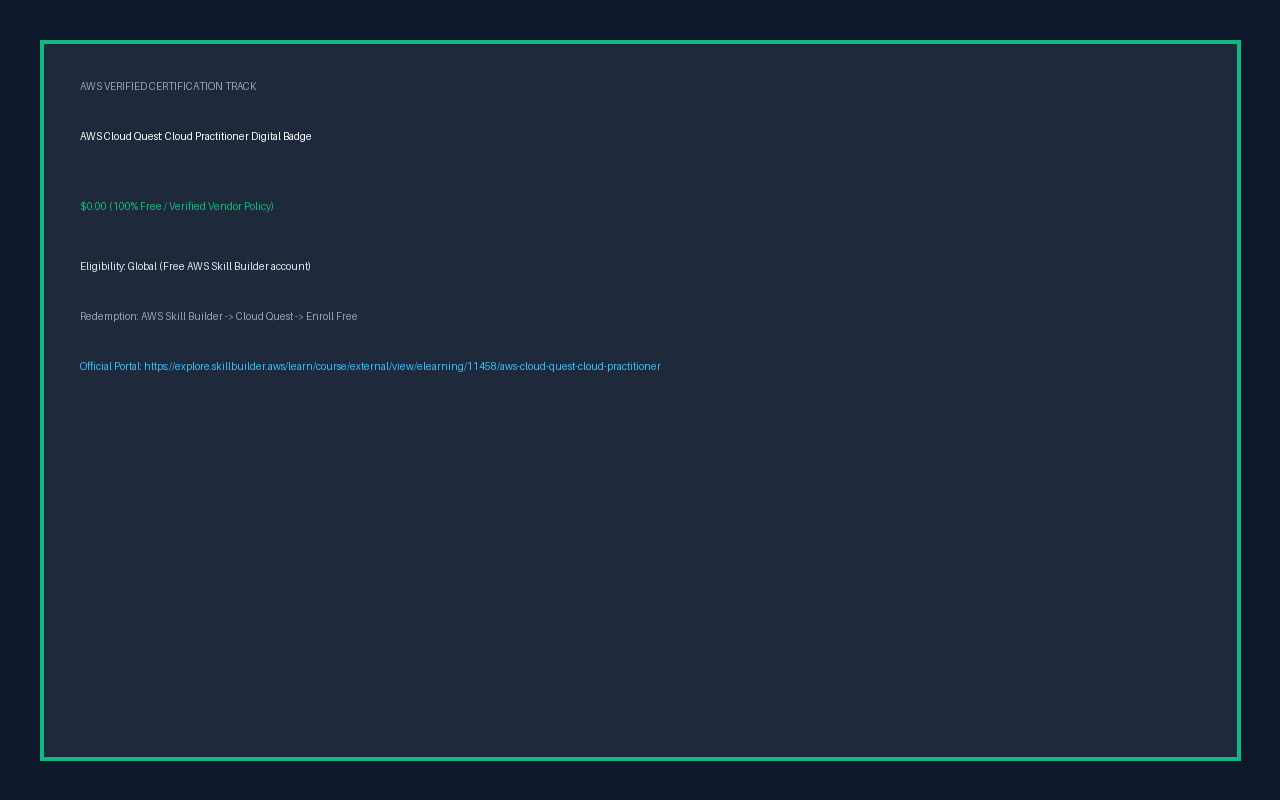 AWS VERIFIED CERTIFICATION TRACK
AWS Cloud Quest: Cloud Practitioner Digital Badge
$0.00 (100% Free / Verified Vendor Policy)
Eligibility: Global (Free AWS Skill Builder account)
Redemption: AWS Skill Builder -> Cloud Quest -> Enroll Free
Official Portal: https://explore.skillbuilder.aws/learn/course/external/view/elearning/11458/aws-cloud-quest-cloud-practitioner